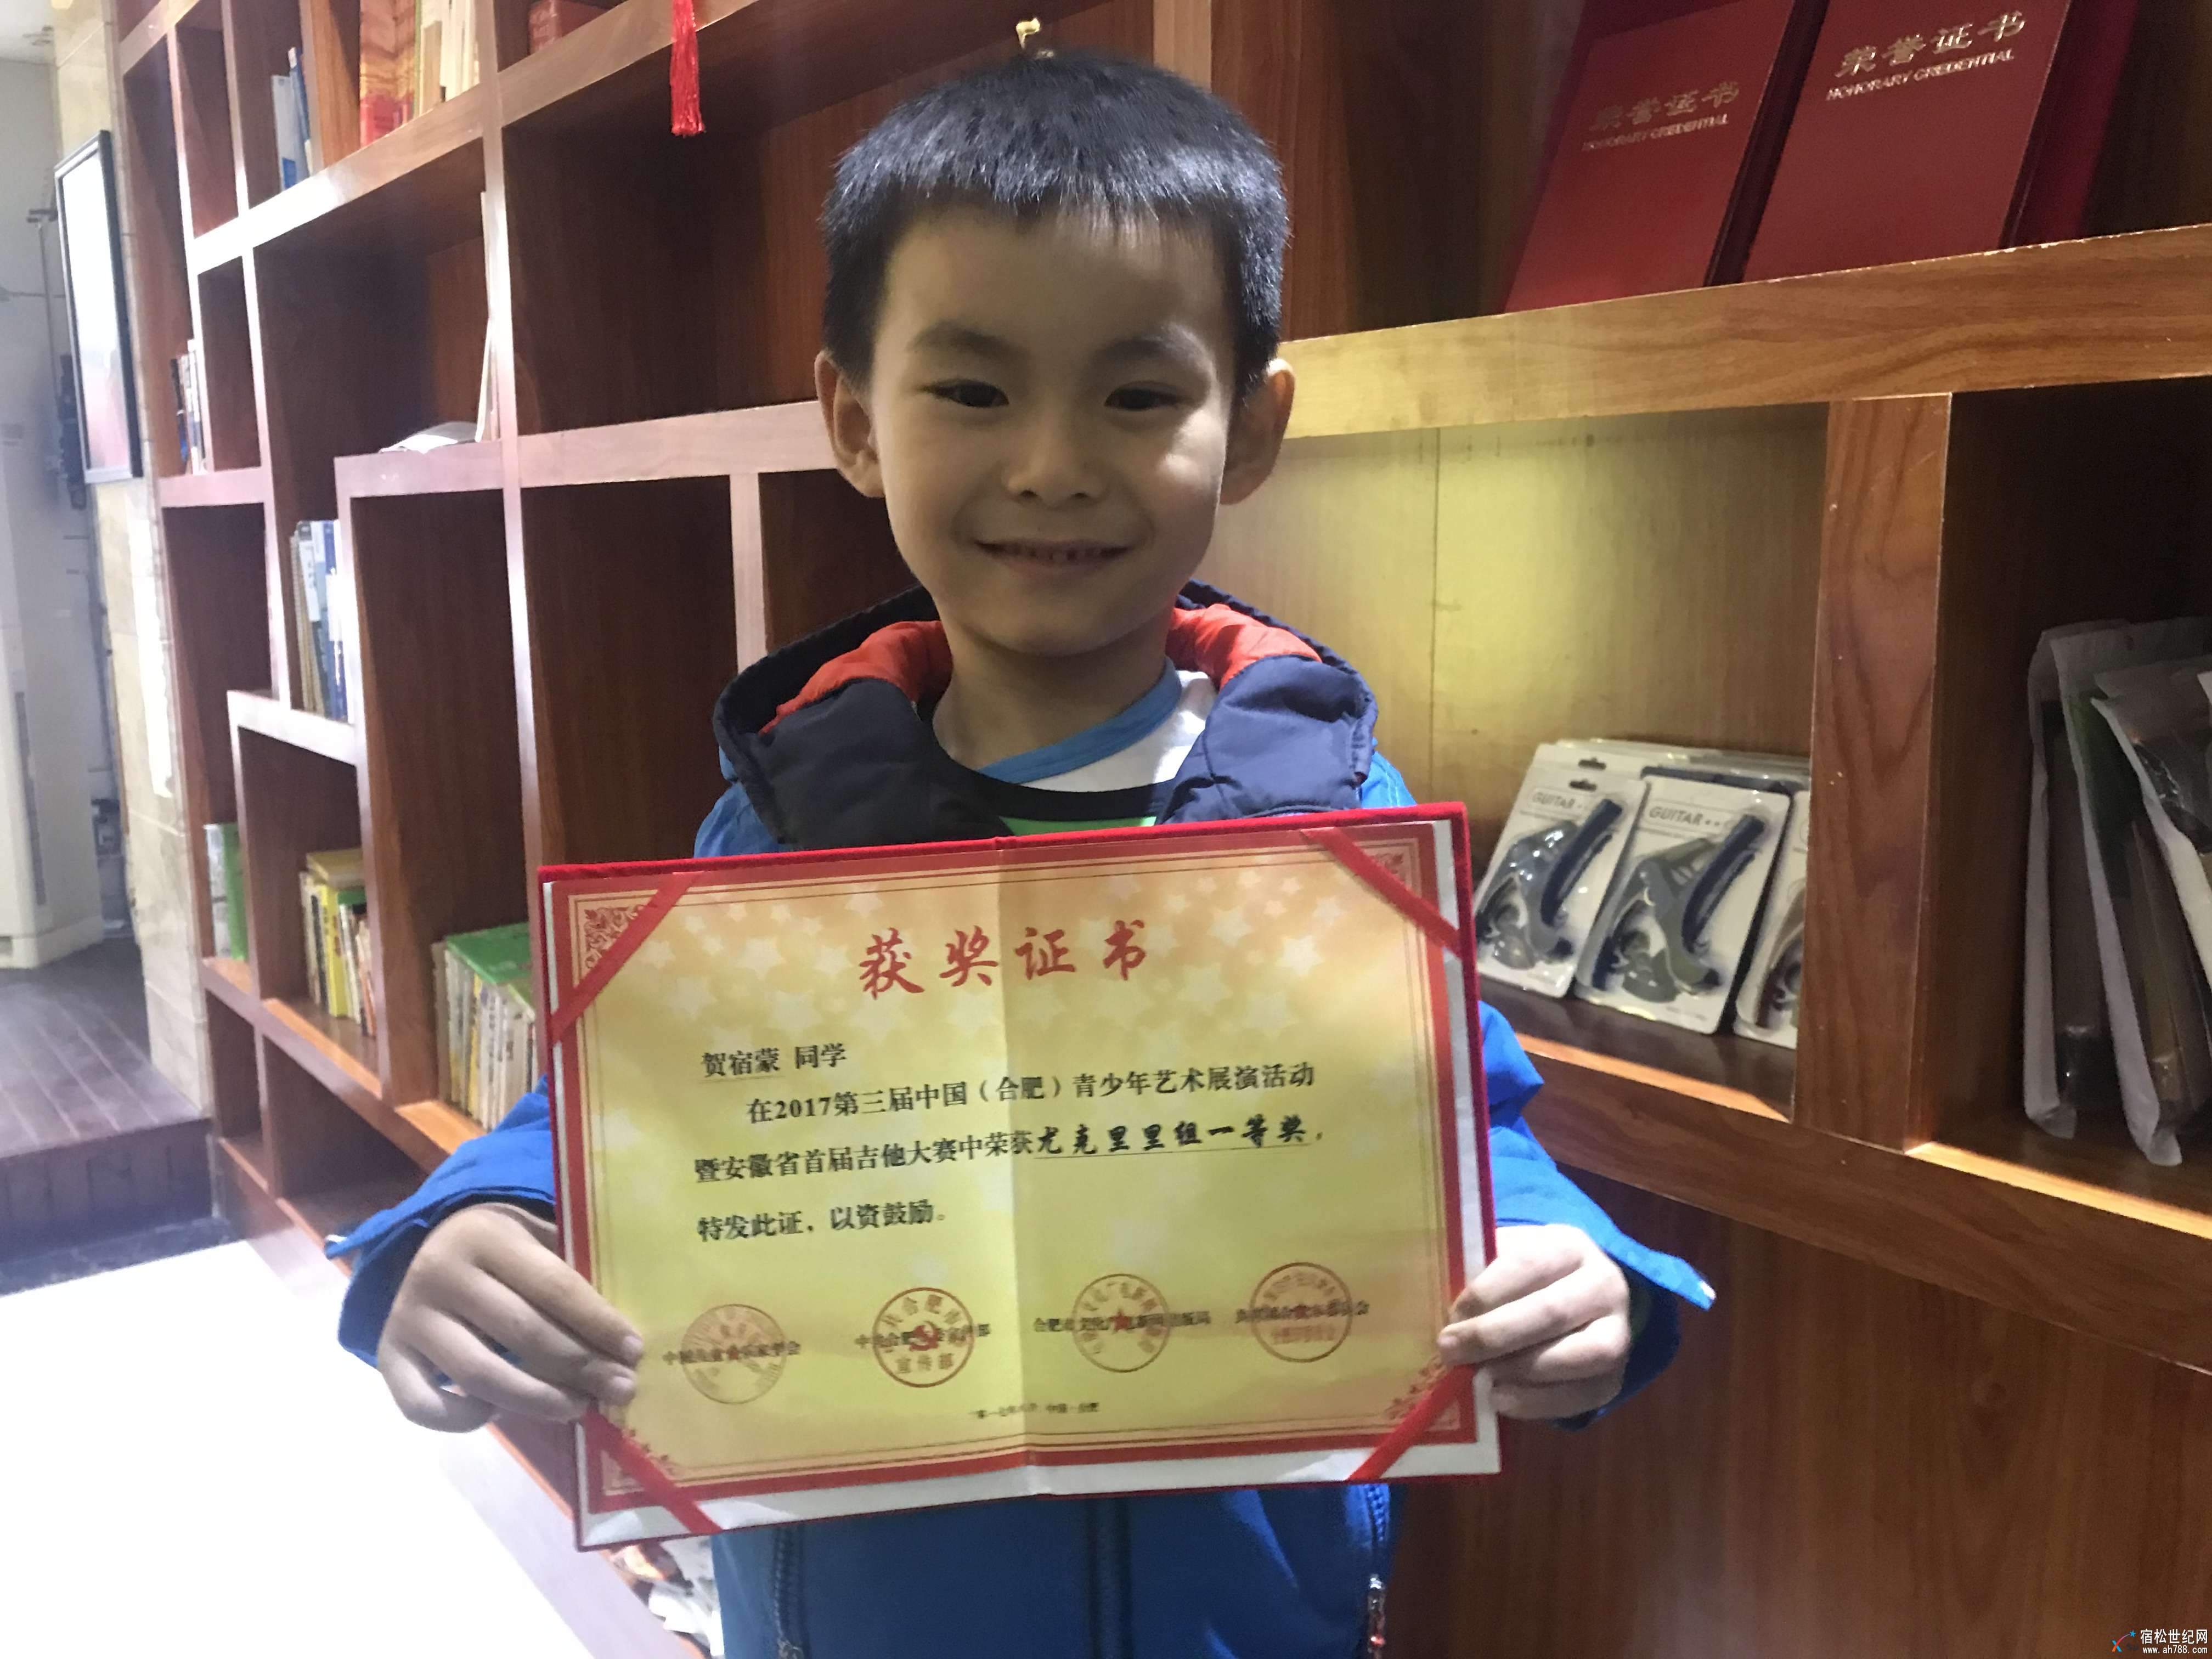 荣誉证书
HONORARY CREDENTIAL
荣誉证书
HONORARY CREDENTIAL
GUITAR
GUITAR
获奖证书
贺宿蒙 同学
在2017第三届中国（合肥）青少年艺术展演活动
暨安徽省首届吉他大赛中荣获尤克里里组一等奖，
特发此证，以资鼓励。
宣传部
宿松世纪网
www.ah788.com